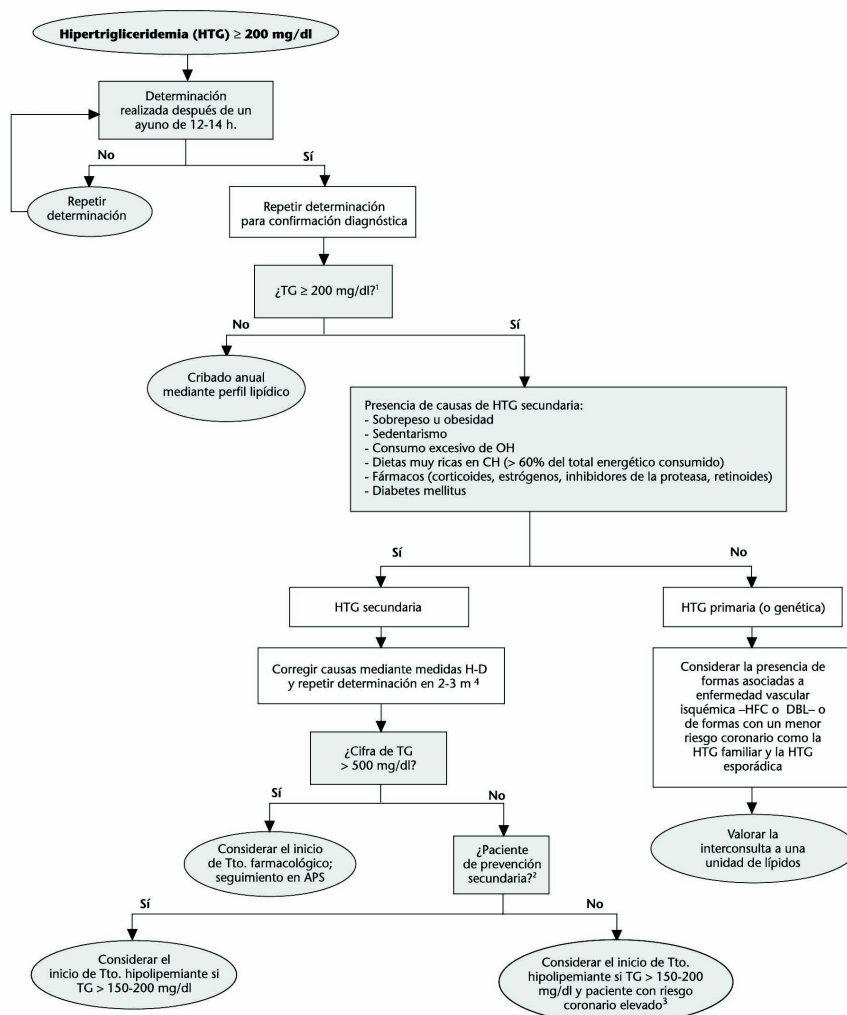 Hipertrigliceridemia (HTG) ≥ 200 mg/dl
Determinación
realizada después de un
ayuno de 12-14 h.
No
Sí
Repetir
determinación
Repetir determinación
para confirmación diagnóstica
¿TG ≥ 200 mg/dl?¹
No
Sí
Cribado anual
mediante perfil lipídico
Presencia de causas de HTG secundaria:
- Sobrepeso u obesidad
- Sedentarismo
- Consumo excesivo de OH
- Dietas muy ricas en CH (> 60% del total energético consumido)
- Fármacos (corticoides, estrógenos, inhibidores de la proteasa, retinoides)
- Diabetes mellitus
Sí
No
HTG secundaria
HTG primaria (o genética)
Corregir causas mediante medidas H-D
y repetir determinación en 2-3 m ⁴
Considerar la presencia de
formas asociadas a
enfermedad vascular
isquémica –HFC o DBL– o
de formas con un menor
riesgo coronario como la
HTG familiar y la HTG
esporádica
¿Cifra de TG
> 500 mg/dl?
Sí
No
Considerar el inicio
de Tto. farmacológico;
seguimiento en APS
¿Paciente
de prevención
secundaria?²
Valorar la
interconsulta a una
unidad de lípidos
Sí
No
Considerar el
inicio de Tto. hipolipemiante si
TG > 150-200 mg/dl
Considerar el inicio de Tto.
hipolipemiante si TG > 150-200
mg/dl y paciente con riesgo
coronario elevado³